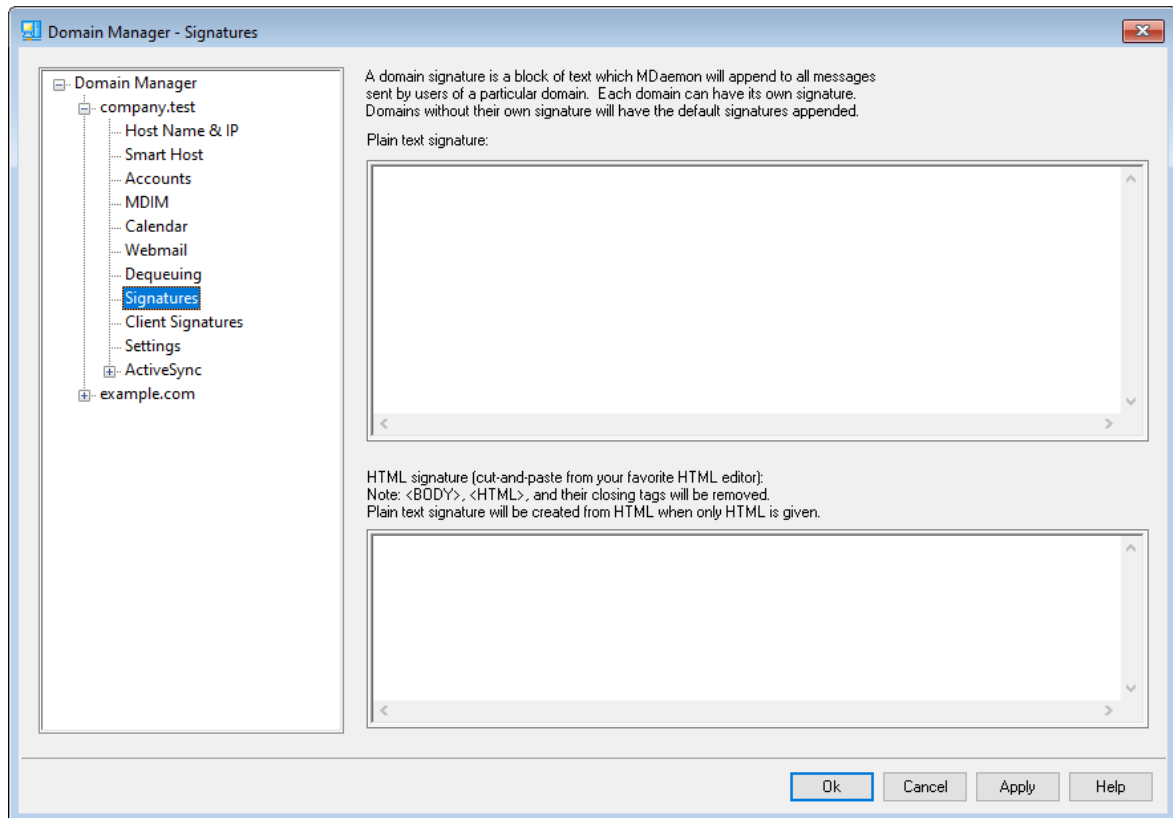 Domain Manager - Signatures
Domain Manager
company.test
Host Name & IP
Smart Host
Accounts
MDIM
Calendar
Webmail
Dequeuing
Signatures
Client Signatures
Settings
ActiveSync
example.com
A domain signature is a block of text which MDaemon will append to all messages
sent by users of a particular domain.  Each domain can have its own signature.
Domains without their own signature will have the default signatures appended.
Plain text signature:
HTML signature (cut-and-paste from your favorite HTML editor):
Note: <BODY>, <HTML>, and their closing tags will be removed.
Plain text signature will be created from HTML when only HTML is given.
Ok
Cancel
Apply
Help